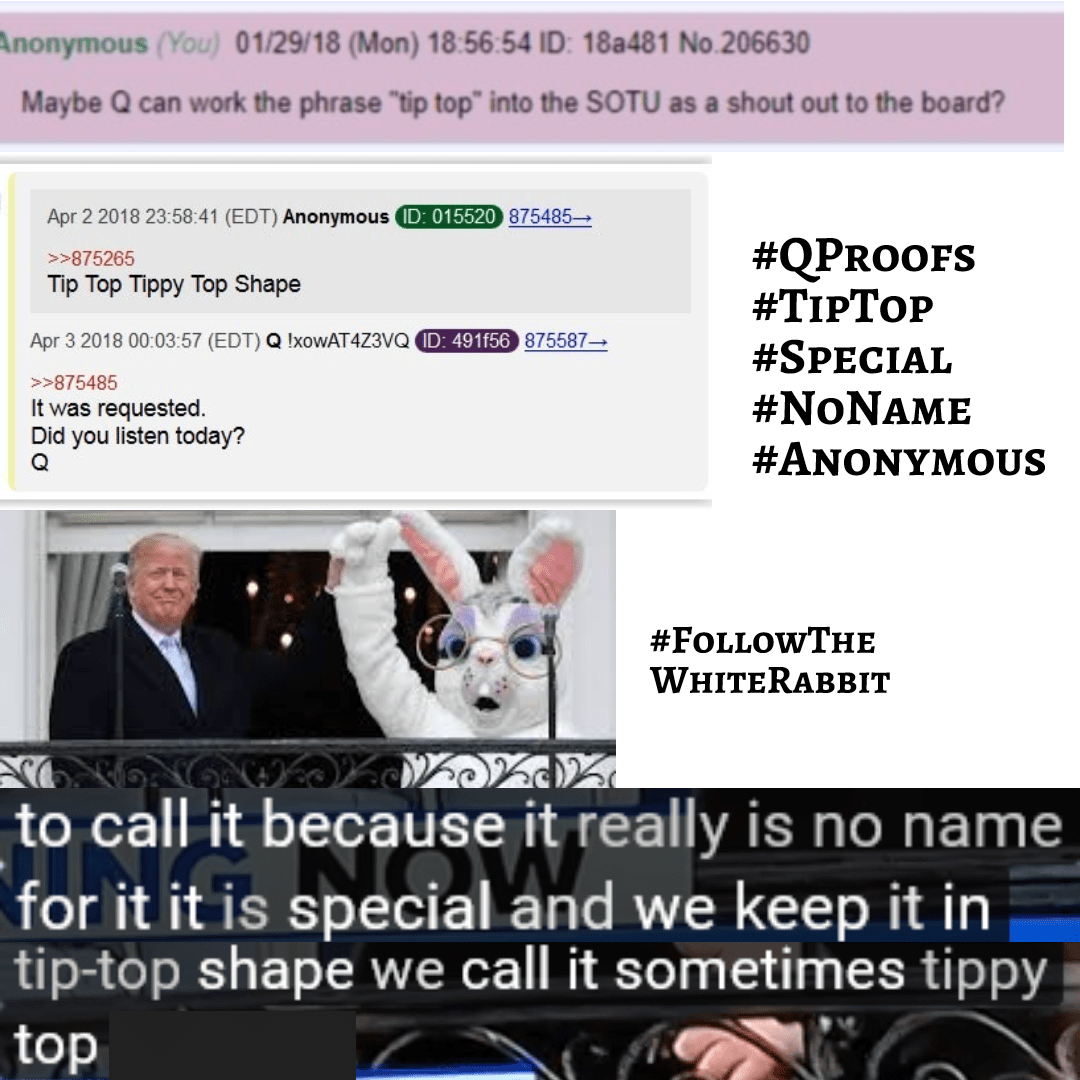 Anonymous (You) 01/29/18 (Mon) 18:56:54 ID: 18a481 No.206630
Maybe Q can work the phrase "tip top" into the SOTU as a shout out to the board?
Apr 2 2018 23:58:41 (EDT) Anonymous ID: 015520 875485→
>>875265
Tip Top Tippy Top Shape
Apr 3 2018 00:03:57 (EDT) Q !xowAT4Z3VQ ID: 491f56 875587→
>>875485
It was requested.
Did you listen today?
Q
#QProofs
#TipTop
#Special
#NoName
#Anonymous
#FollowThe
WhiteRabbit
to call it because it really is no name
for it it is special and we keep it in
NING NOW
tip-top shape we call it sometimes tippy
top